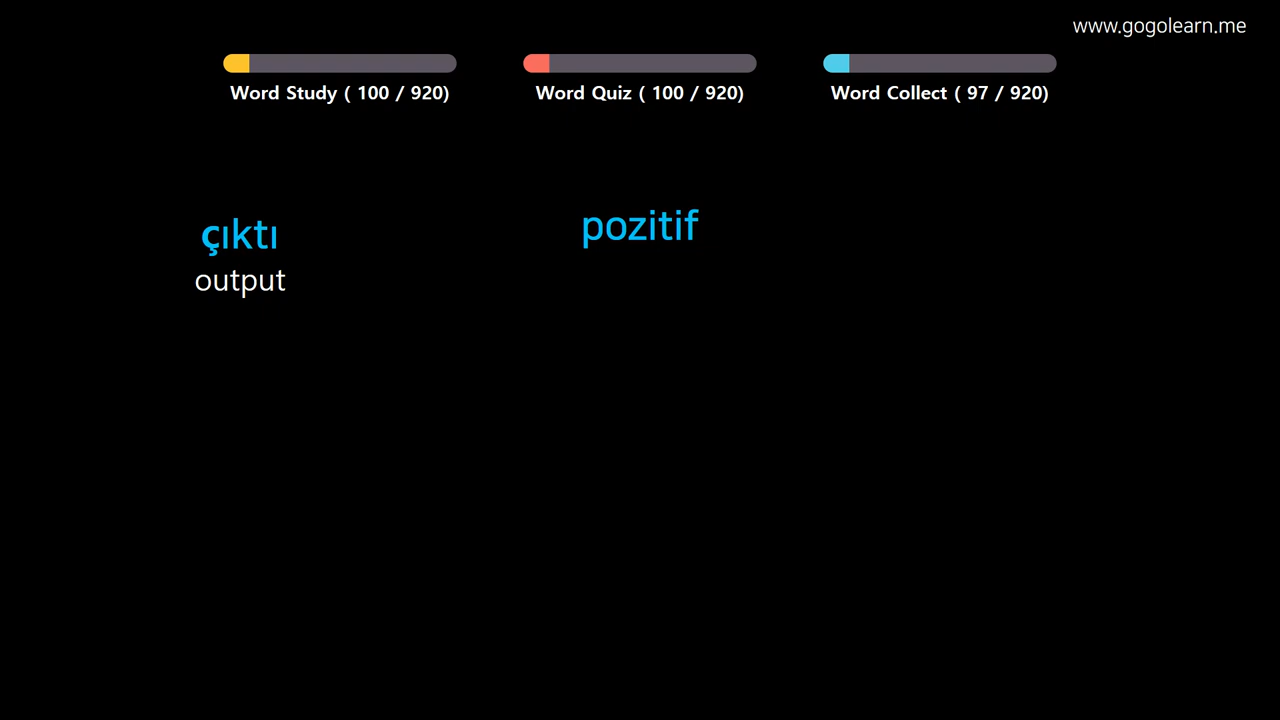 www.gogolearn.me
Word Study ( 100 / 920)
Word Quiz ( 100 / 920)
Word Collect ( 97 / 920)
çıktı
output
pozitif